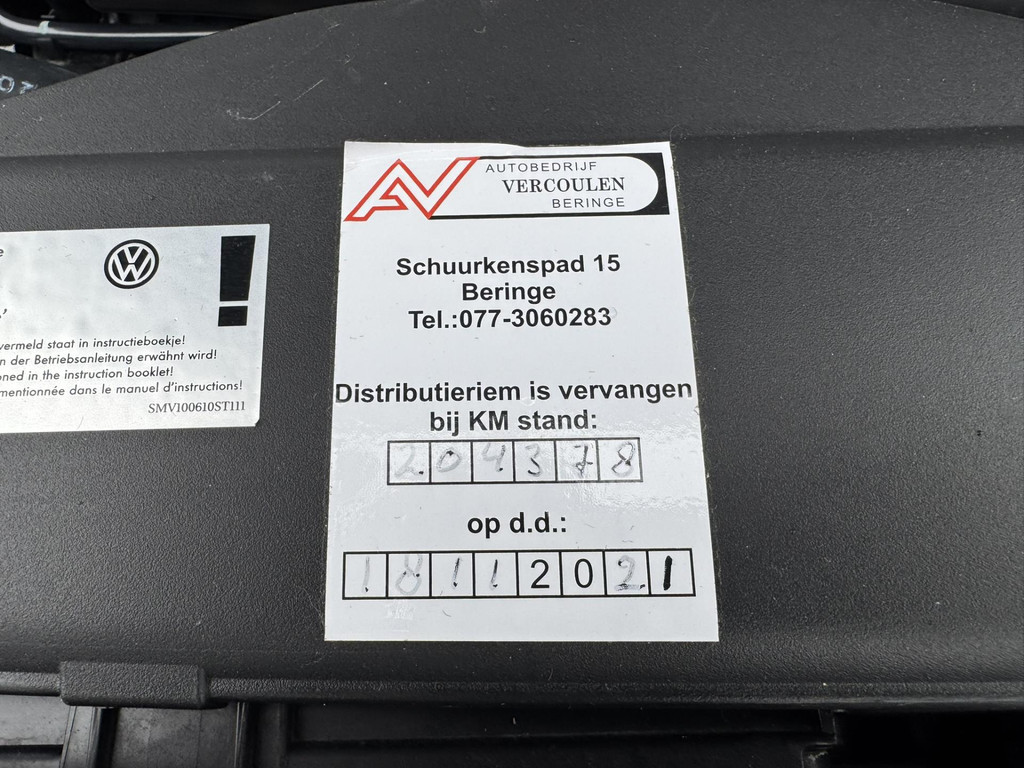 AUTOBEDRIJF
VERCOULEN
BERINGE
Schuurkenspad 15
Beringe
Tel.:077-3060283
Distributieriem is vervangen
bij KM stand:
204378
op d.d.:
18112021
vermeld staat in instructieboekje!
n der Betriebsanleitung erwähnt wird!
oned in the instruction booklet!
mentionnée dans le manuel d'instructions!
SMV100610ST111